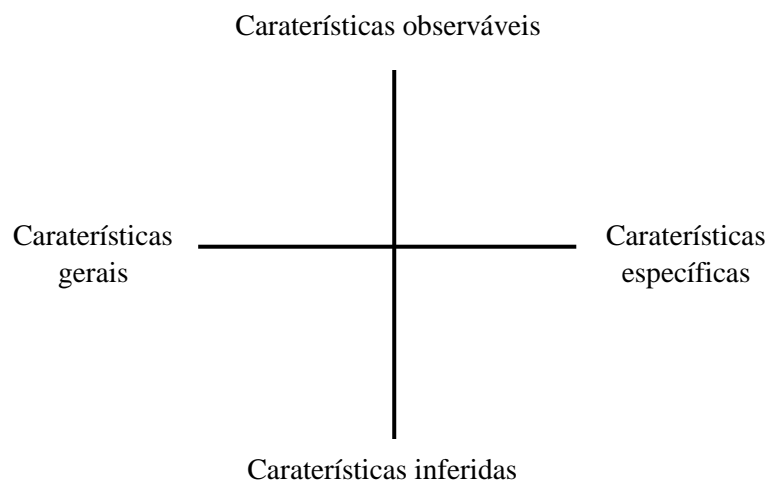 Caraterísticas observáveis
Caraterísticas
gerais
Caraterísticas
específicas
Caraterísticas inferidas